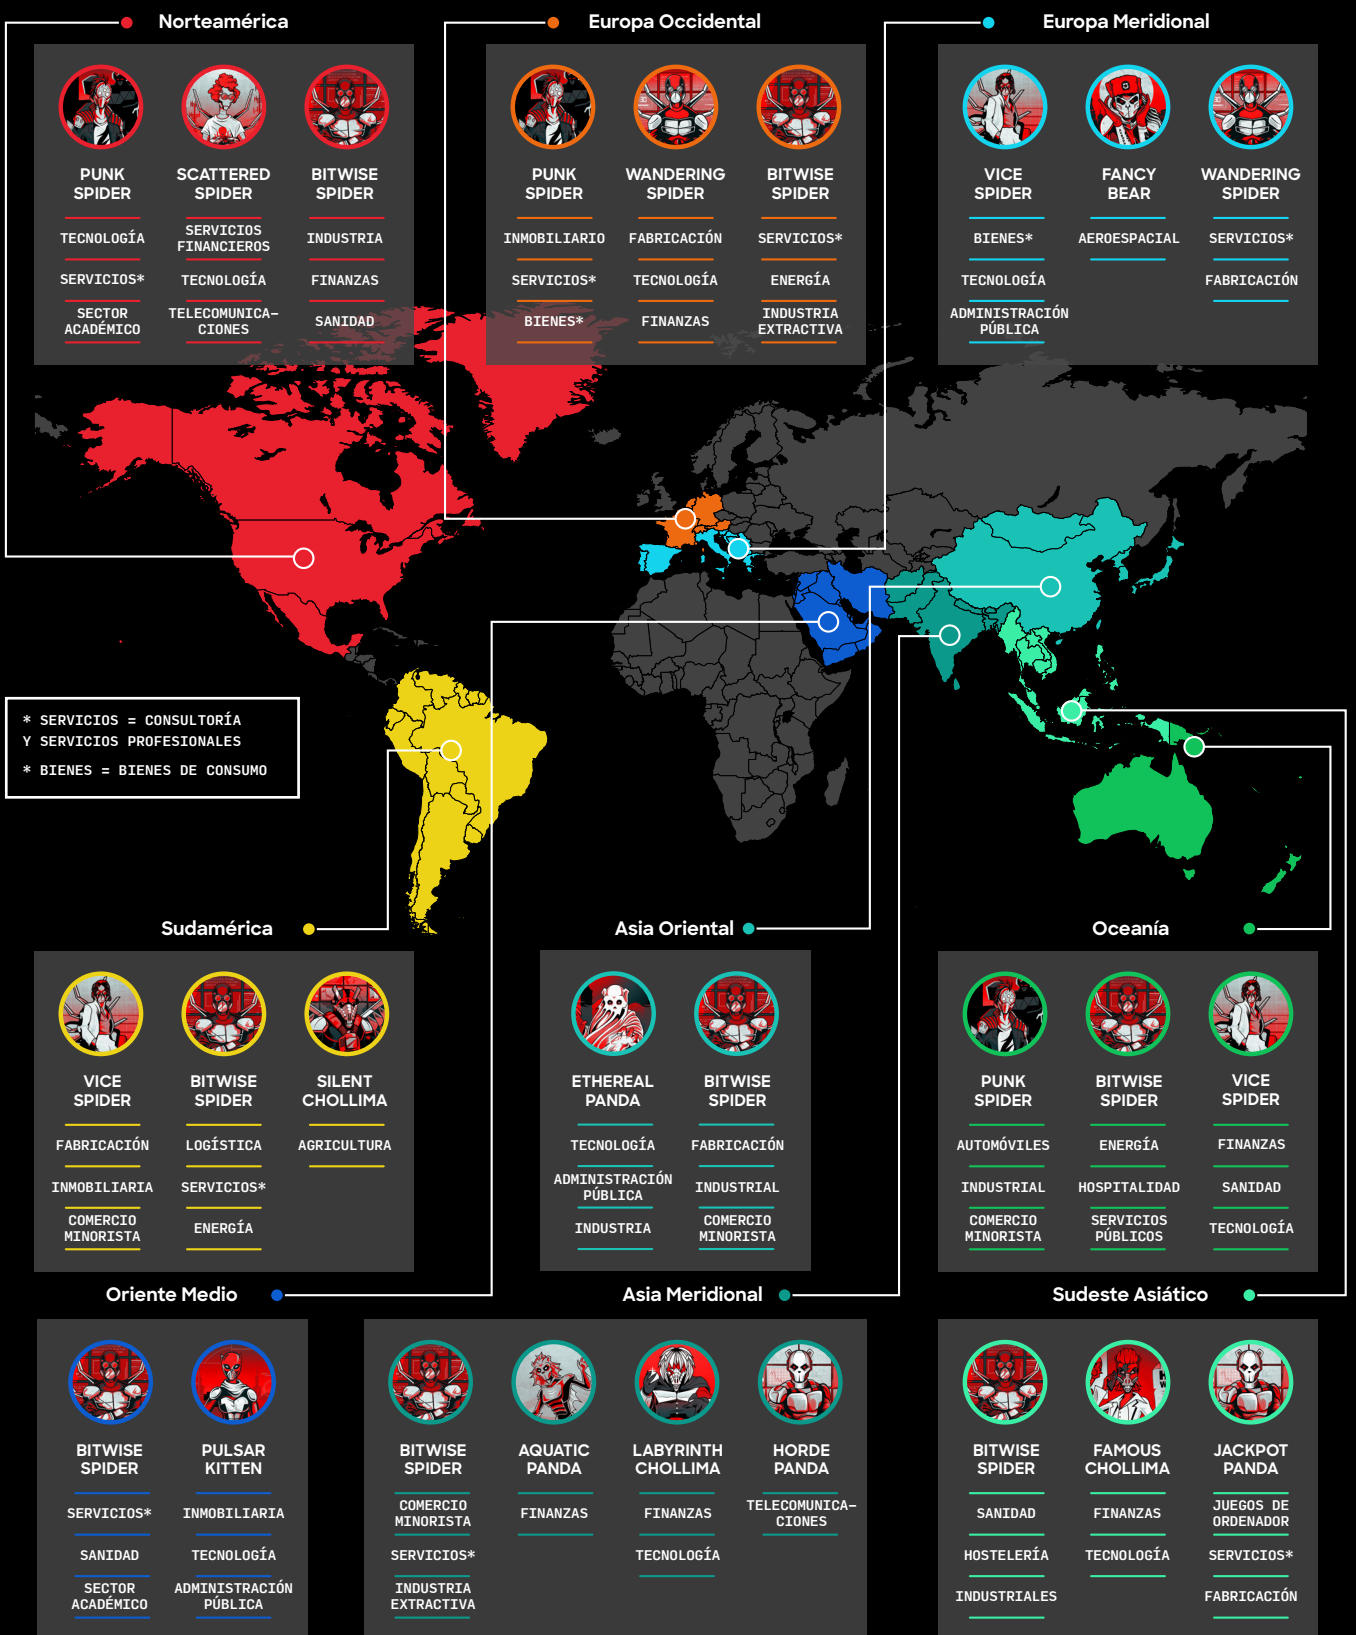 Norteamérica
PUNK
SPIDER
TECNOLOGÍA
SERVICIOS*
SECTOR
ACADÉMICO
SCATTERED
SPIDER
SERVICIOS
FINANCIEROS
TECNOLOGÍA
TELECOMUNICA–
CIONES
BITWISE
SPIDER
INDUSTRIA
FINANZAS
SANIDAD
Europa Occidental
PUNK
SPIDER
INMOBILIARIO
SERVICIOS*
BIENES*
WANDERING
SPIDER
FABRICACIÓN
TECNOLOGÍA
FINANZAS
BITWISE
SPIDER
SERVICIOS*
ENERGÍA
INDUSTRIA
EXTRACTIVA
Europa Meridional
VICE
SPIDER
BIENES*
TECNOLOGÍA
ADMINISTRACIÓN
PÚBLICA
FANCY
BEAR
AEROESPACIAL
WANDERING
SPIDER
SERVICIOS*
FABRICACIÓN
* SERVICIOS = CONSULTORÍA
Y SERVICIOS PROFESIONALES
* BIENES = BIENES DE CONSUMO
Sudamérica
VICE
SPIDER
FABRICACIÓN
INMOBILIARIA
COMERCIO
MINORISTA
BITWISE
SPIDER
LOGÍSTICA
SERVICIOS*
ENERGÍA
SILENT
CHOLLIMA
AGRICULTURA
Asia Oriental
ETHEREAL
PANDA
TECNOLOGÍA
ADMINISTRACIÓN
PÚBLICA
INDUSTRIA
BITWISE
SPIDER
FABRICACIÓN
INDUSTRIAL
COMERCIO
MINORISTA
Oceanía
PUNK
SPIDER
AUTOMÓVILES
INDUSTRIAL
COMERCIO
MINORISTA
BITWISE
SPIDER
ENERGÍA
HOSPITALIDAD
SERVICIOS
PÚBLICOS
VICE
SPIDER
FINANZAS
SANIDAD
TECNOLOGÍA
Oriente Medio
BITWISE
SPIDER
SERVICIOS*
SANIDAD
SECTOR
ACADÉMICO
PULSAR
KITTEN
INMOBILIARIA
TECNOLOGÍA
ADMINISTRACIÓN
PÚBLICA
Asia Meridional
BITWISE
SPIDER
COMERCIO
MINORISTA
SERVICIOS*
INDUSTRIA
EXTRACTIVA
AQUATIC
PANDA
FINANZAS
LABYRINTH
CHOLLIMA
FINANZAS
TECNOLOGÍA
HORDE
PANDA
TELECOMUNICA–
CIONES
Sudeste Asiático
BITWISE
SPIDER
SANIDAD
HOSTELERÍA
INDUSTRIALES
FAMOUS
CHOLLIMA
FINANZAS
TECNOLOGÍA
JACKPOT
PANDA
JUEGOS DE
ORDENADOR
SERVICIOS*
FABRICACIÓN